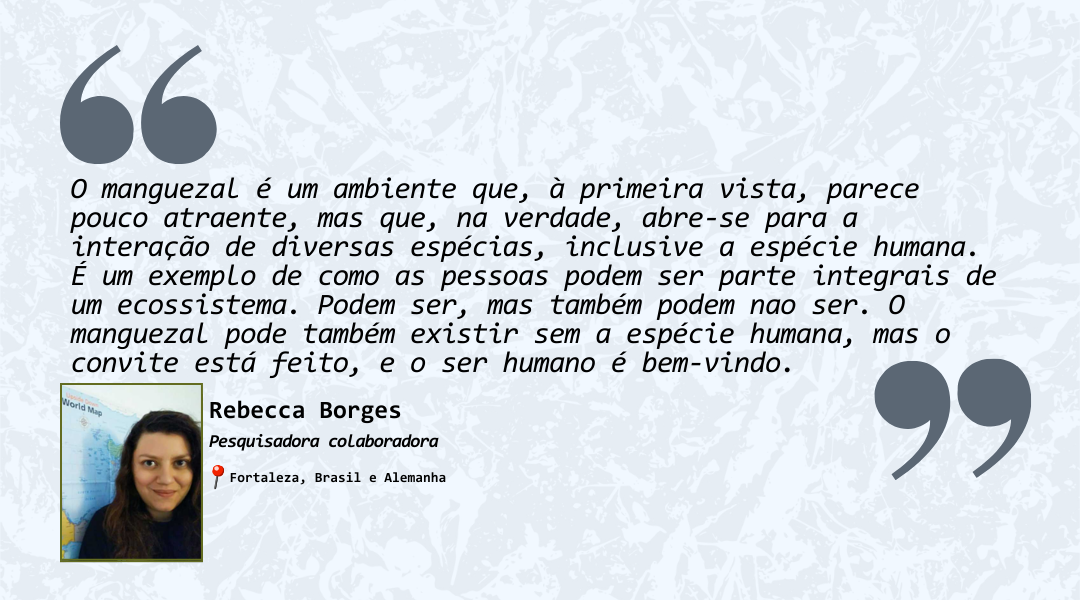 O manguezal é um ambiente que, à primeira vista, parece
pouco atraente, mas que, na verdade, abre-se para a
interação de diversas espécias, inclusive a espécie humana.
É um exemplo de como as pessoas podem ser parte integrais de
um ecossistema. Podem ser, mas também podem nao ser. O
manguezal pode também existir sem a espécie humana, mas o
convite está feito, e o ser humano é bem-vindo.
World Map
Rebecca Borges
Pesquisadora colaboradora
Fortaleza, Brasil e Alemanha